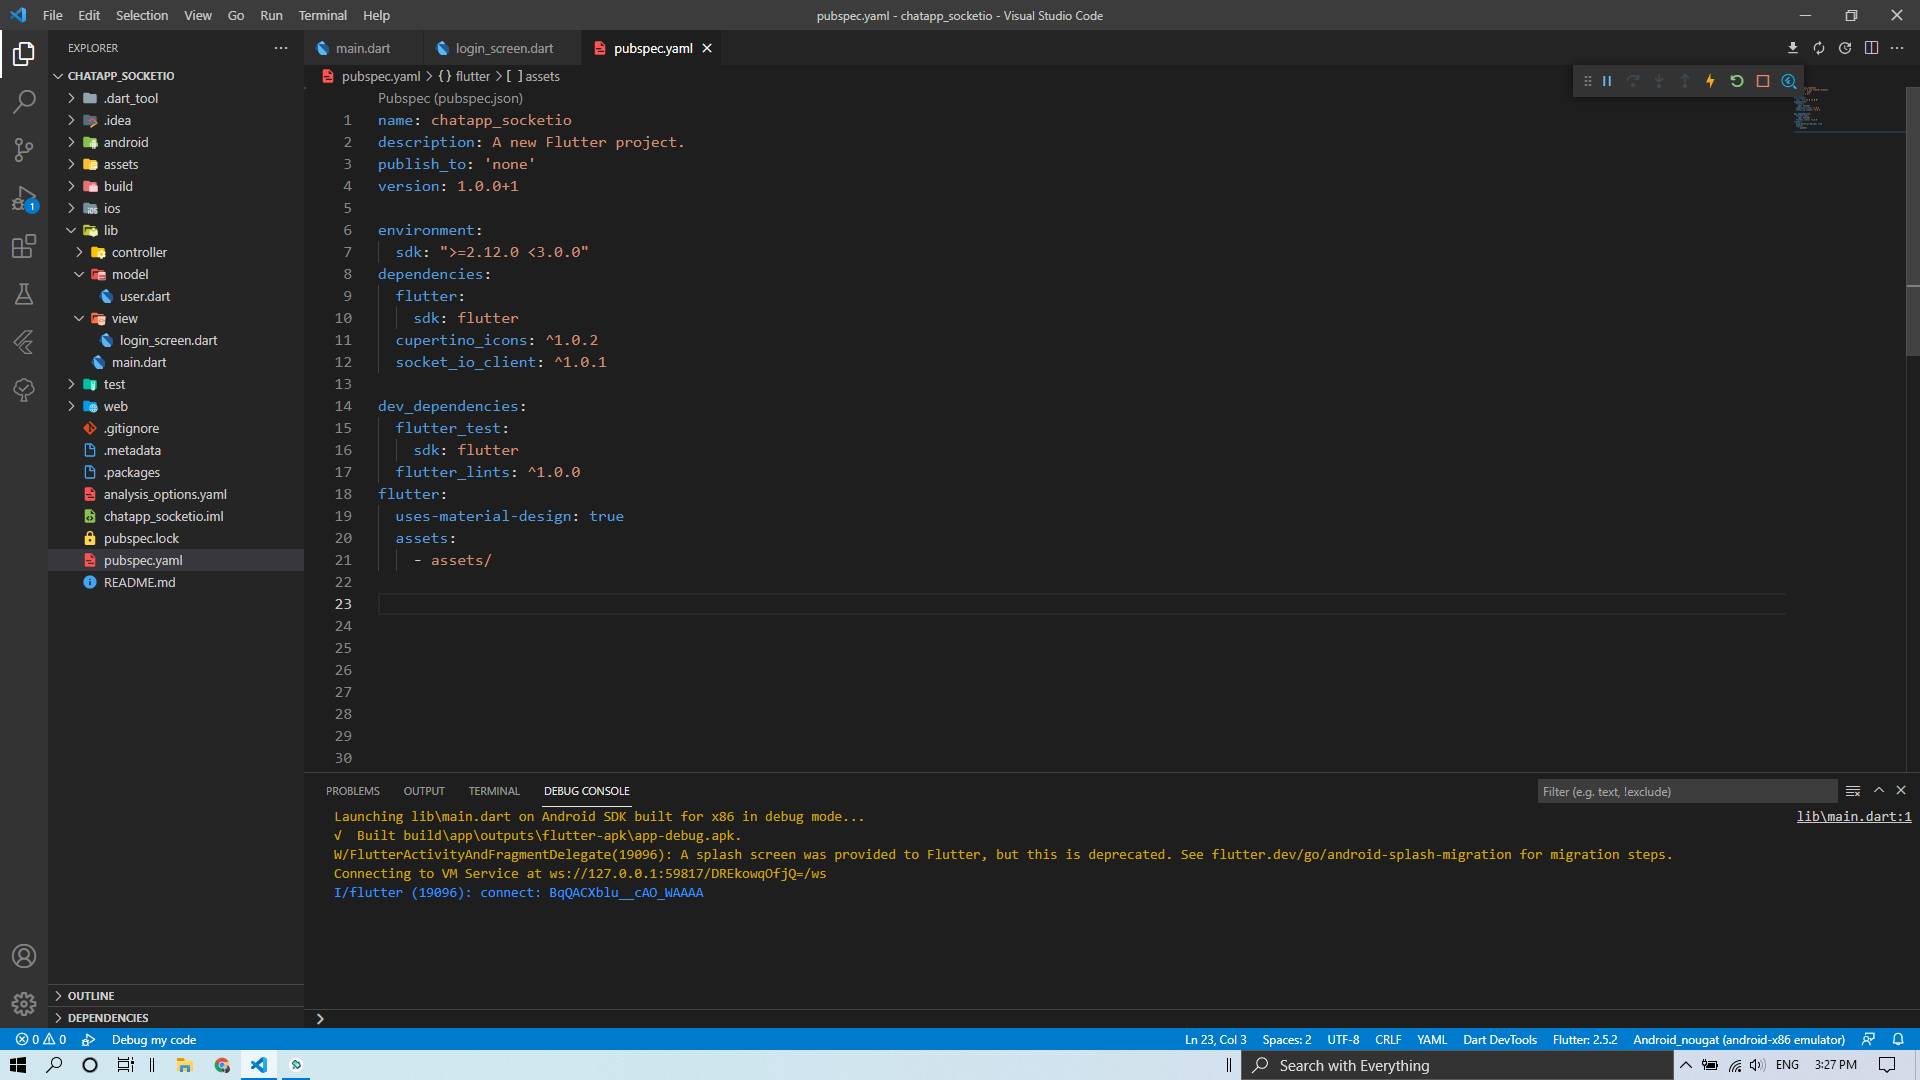 File Edit Selection View Go Run Terminal Help
pubspec.yaml - chatapp_socketio - Visual Studio Code
EXPLORER
main.dart
login_screen.dart
pubspec.yaml
CHATAPP_SOCKETIO
.dart_tool
.idea
android
assets
build
ios
lib
controller
model
user.dart
view
login_screen.dart
main.dart
test
web
.gitignore
.metadata
.packages
analysis_options.yaml
chatapp_socketio.iml
pubspec.lock
pubspec.yaml
README.md
OUTLINE
DEPENDENCIES
1
pubspec.yaml > {} flutter > [ ] assets
Pubspec (pubspec.json)
1 name: chatapp_socketio
2 description: A new Flutter project.
3 publish_to: 'none'
4 version: 1.0.0+1
5
6 environment:
7 sdk: ">=2.12.0 <3.0.0"
8 dependencies:
9 flutter:
10 sdk: flutter
11 cupertino_icons: ^1.0.2
12 socket_io_client: ^1.0.1
13
14 dev_dependencies:
15 flutter_test:
16 sdk: flutter
17 flutter_lints: ^1.0.0
18 flutter:
19 uses-material-design: true
20 assets:
21 - assets/
22
23
24
25
26
27
28
29
30
PROBLEMS OUTPUT TERMINAL DEBUG CONSOLE
Filter (e.g. text, !exclude)
Launching lib\main.dart on Android SDK built for x86 in debug mode...
lib\main.dart:1
√ Built build\app\outputs\flutter-apk\app-debug.apk.
W/FlutterActivityAndFragmentDelegate(19096): A splash screen was provided to Flutter, but this is deprecated. See flutter.dev/go/android-splash-migration for migration steps.
Connecting to VM Service at ws://127.0.0.1:59817/DREkowqOfjQ=/ws
I/flutter (19096): connect: BqQACXblu__cAO_WAAAA
0 0 Debug my code
Ln 23, Col 3 Spaces: 2 UTF-8 CRLF YAML Dart DevTools Flutter: 2.5.2 Android_nougat (android-x86 emulator)
Search with Everything
ENG 3:27 PM